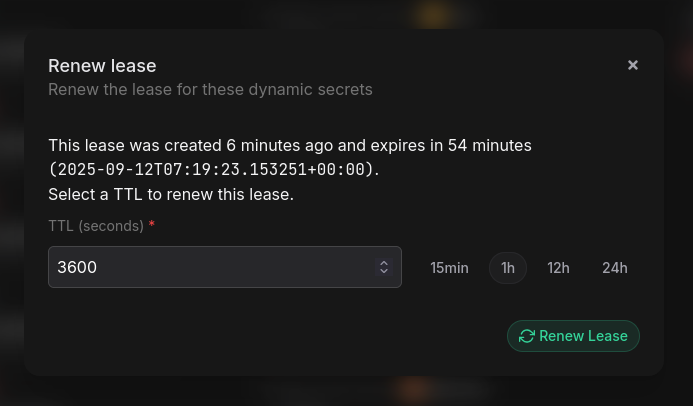 Renew lease
Renew the lease for these dynamic secrets
This lease was created 6 minutes ago and expires in 54 minutes
(2025-09-12T07:19:23.153251+00:00).
Select a TTL to renew this lease.
TTL (seconds) *
3600
15min
1h
12h
24h
Renew Lease